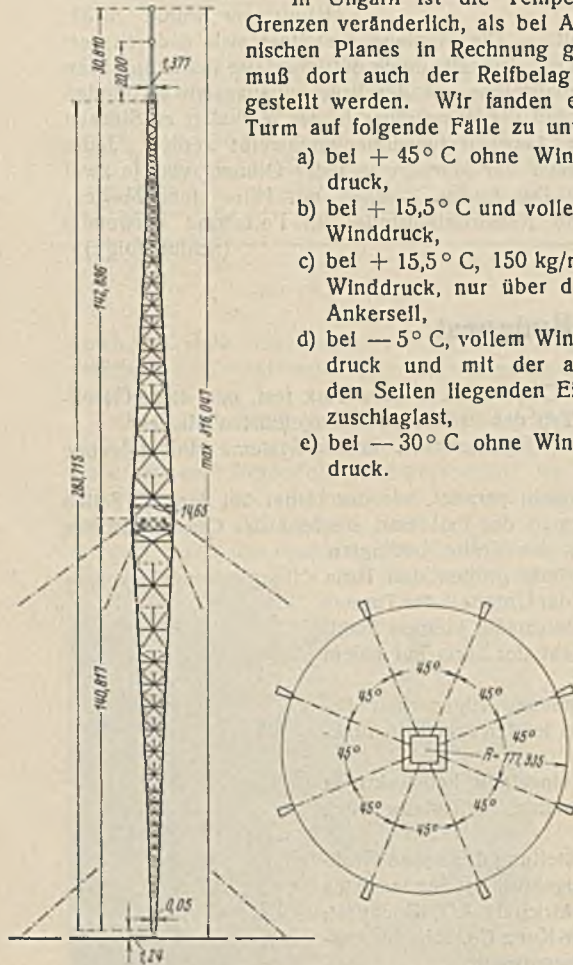 In Ungarn ist die
Grenzen veränderlich, als bei A
nischen Planes in Rechnung g
muß dort auch der Reifbelag
gestellt werden. Wir fanden e
Turm auf folgende Fälle zu un
a) bei + 45° C ohne Win
druck,
b) bei + 15,5° C und volle
Winddruck,
c) bei + 15,5° C, 150 kg/
Winddruck, nur über d
Ankerseil,
d) bei — 5° C, vollem Win
druck und mit der a
den Seilen liegenden Ei
zuschlaglast,
e) bei — 30° C ohne Win
druck.
30,810
20,00
1,377
142,896
283,715
max 316,047
14,65
140,817
0,05
1,24
45°
45°
45°
45°
45°
45°
45°
45°
R=177,935